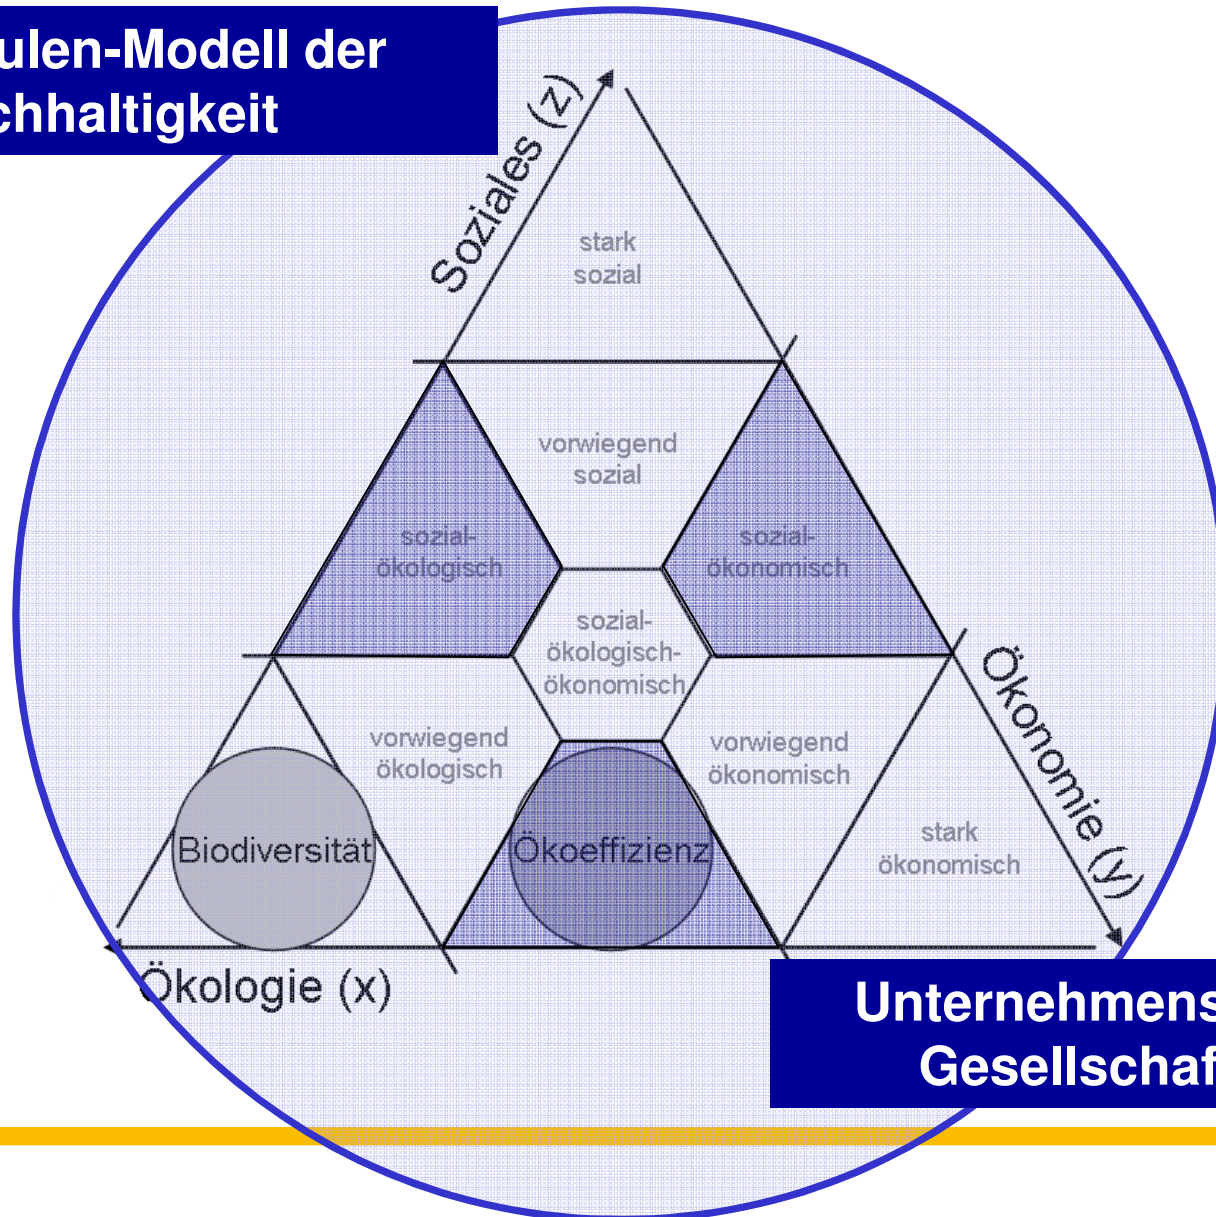 ulen-Modell der
chhaltigkeit
Soziales (z)
stark
sozial
vorwiegend
sozial
sozial-
ökologisch
sozial-
ökonomisch
sozial-
ökologisch-
ökonomisch
Ökonomie (y)
vorwiegend
ökologisch
vorwiegend
ökonomisch
Biodiversität
Ökoeffizienz
stark
ökonomisch
Ökologie (x)
Unternehmens
Gesellschaf